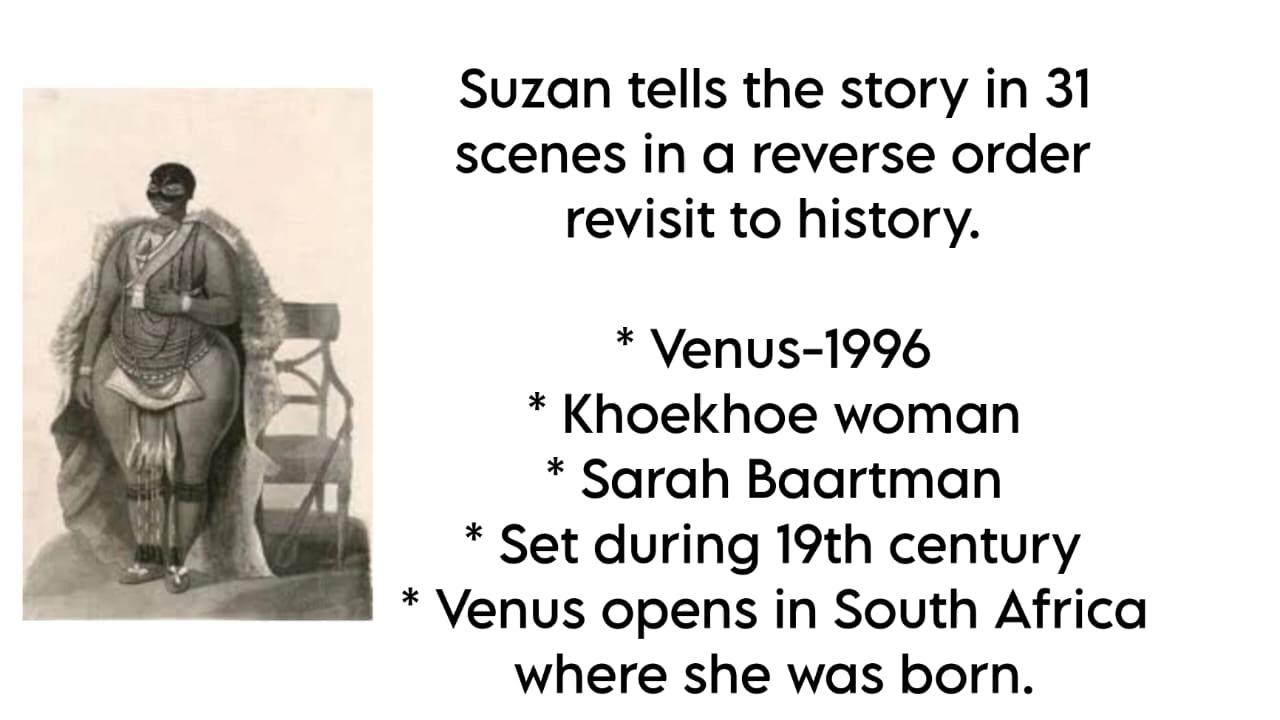 Suzan tells the story in 31
scenes in a reverse order
revisit to history.
* Venus-1996
* Khoekhoe woman
* Sarah Baartman
* Set during 19th century
* Venus opens in South Africa
where she was born.